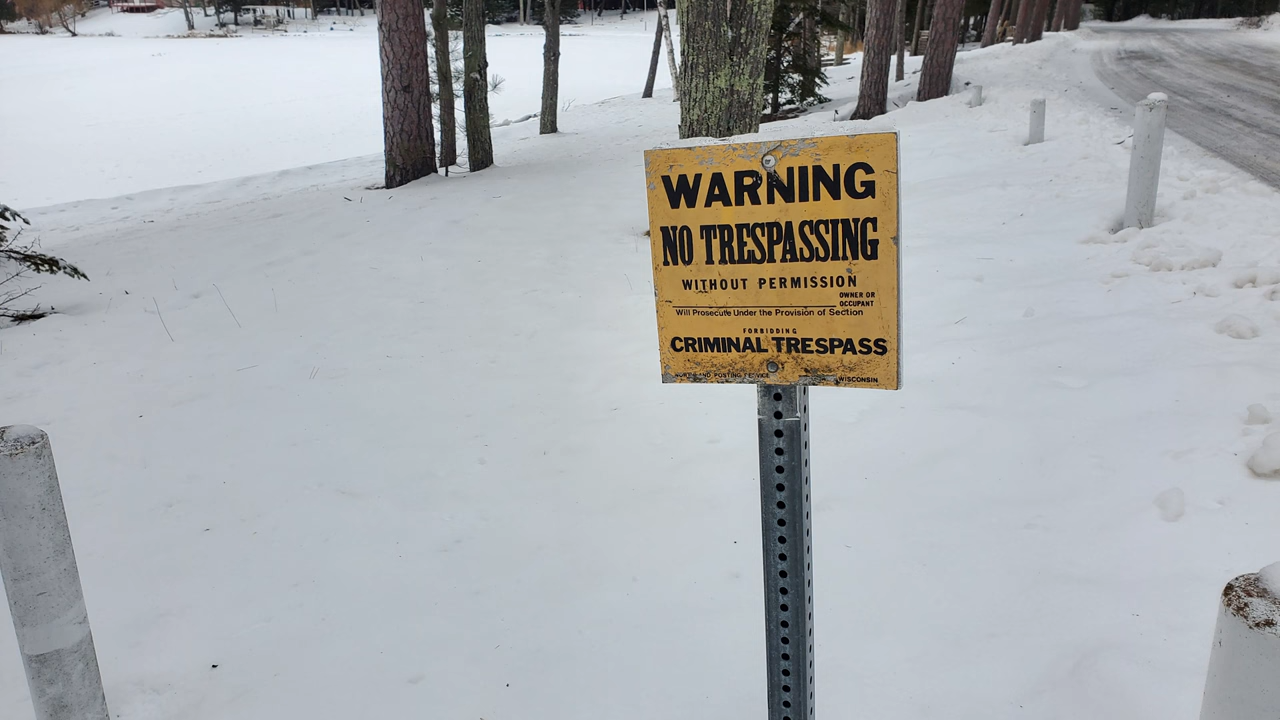 WARNING
NO TRESPASSING
WITHOUT PERMISSION
OWNER OR
OCCUPANT
Will Prosecute Under the Provision of Section
FORBIDDING
CRIMINAL TRESPASS
POSTING WISCONSIN